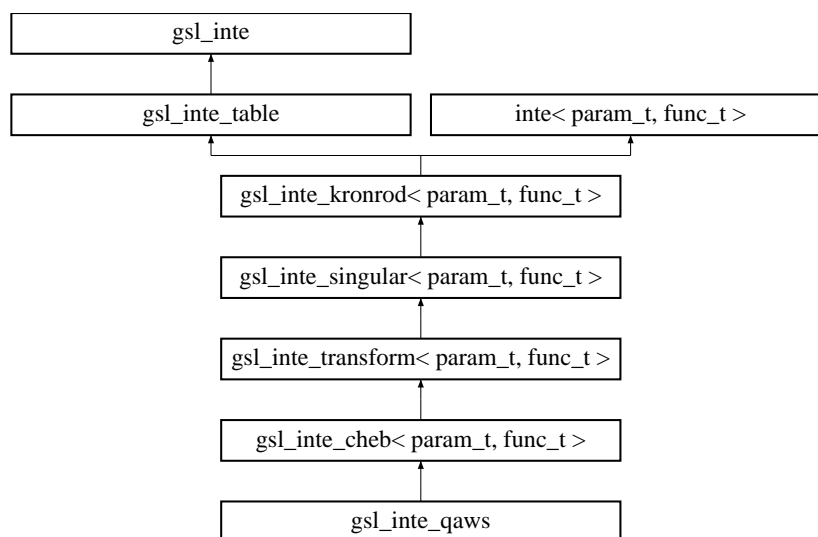 gsl_inte
gsl_inte_table
inte< param_t, func_t >
gsl_inte_kronrod< param_t, func_t >
gsl_inte_singular< param_t, func_t >
gsl_inte_transform< param_t, func_t >
gsl_inte_cheb< param_t, func_t >
gsl_inte_qaws